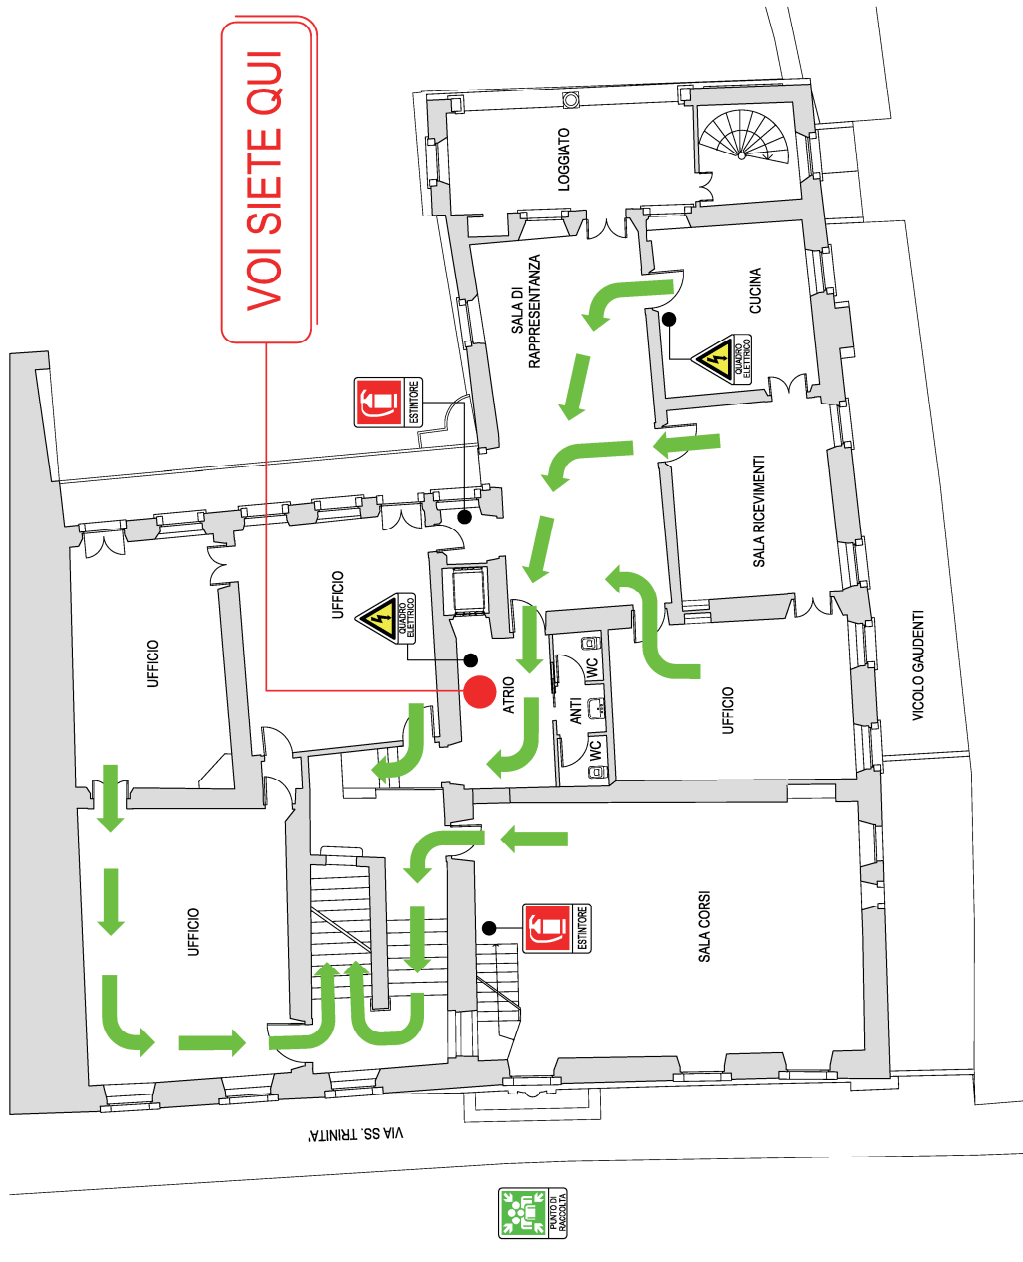 VOI SIETE QUI
LOGGIATO
SALA DI
RAPPRESENTANZA
CUCINA
QUADRO
ELETTRICO
ESTINTORE
SALA RICEVIMENTI
UFFICIO
QUADRO
ELETTRICO
UFFICIO
ATRIO
WC
ANTI
WC
UFFICIO
VICOLO GAUDENTI
UFFICIO
ESTINTORE
SALA CORSI
VIA SS. TRINITA'
PUNTO DI
RACCOLTA